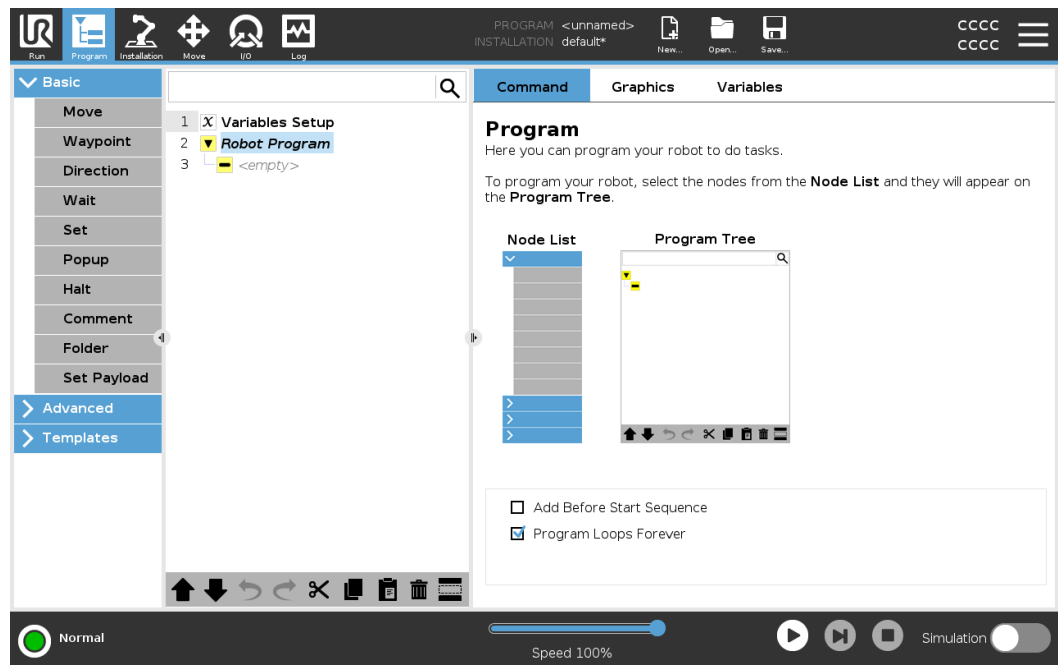 PROGRAM <unnamed>
INSTALLATION default*
UR
Run
Program
Installation
Move
I/O
Log
New...
Open...
Save...
CCCC
CCCC
Basic
Move
Waypoint
Direction
Wait
Set
Popup
Halt
Comment
Folder
Set Payload
Advanced
Templates
1 X Variables Setup
2 Robot Program
3 <empty>
Command Graphics Variables
Program
Here you can program your robot to do tasks.
To program your robot, select the nodes from the Node List and they will appear on
the Program Tree.
Node List
Program Tree
Add Before Start Sequence
Program Loops Forever
Normal
Speed 100%
Simulation